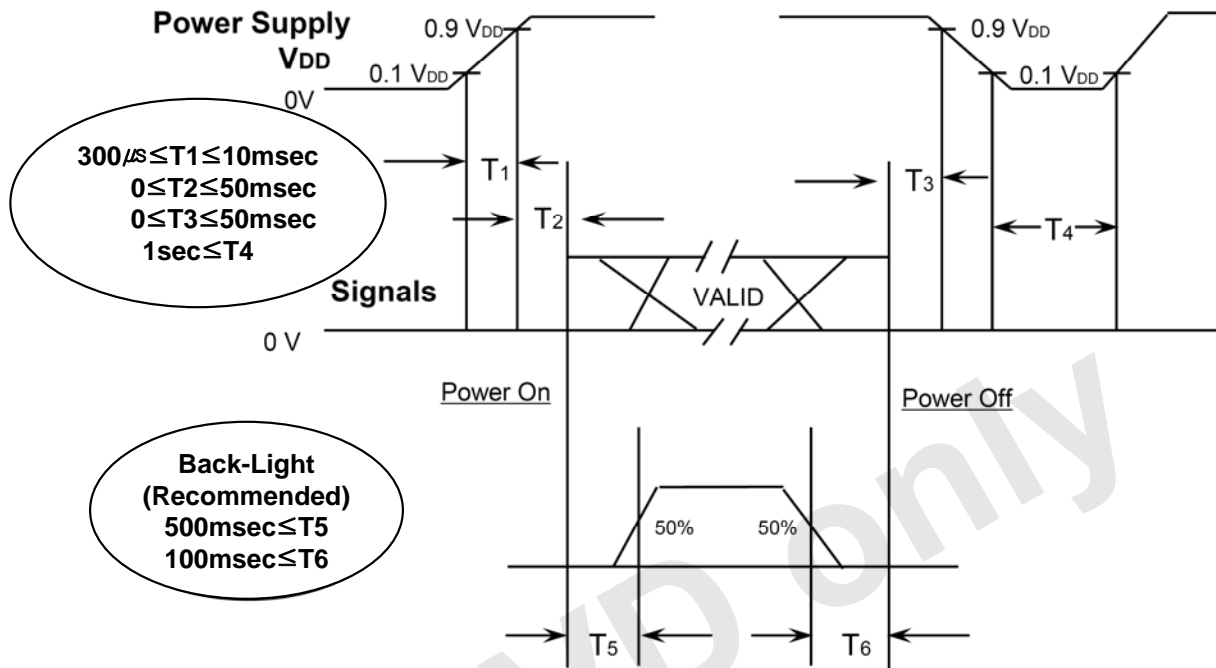 Power Supply
VDD
0.9 VDD
0.1 VDD
0V
0.9 VDD
0.1 VDD
300㎲≤T1≤10msec
0≤T2≤50msec
0≤T3≤50msec
1sec≤T4
T1
T2
T3
T4
Signals
VALID
0 V
Power On
Power Off
Back-Light
(Recommended)
500msec≤T5
100msec≤T6
50%
50%
T5
T6
D only